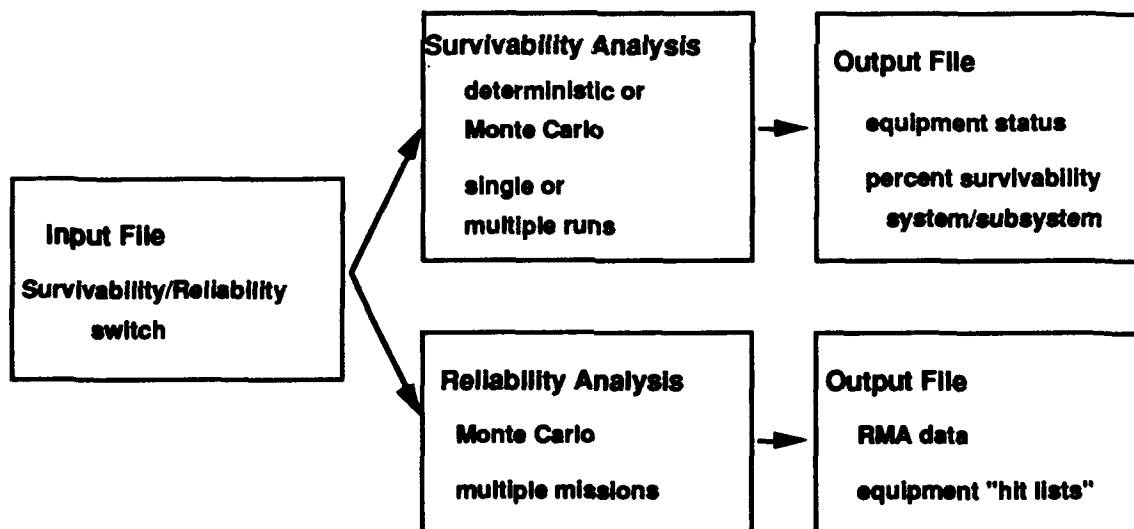 Input File
Survivability/Reliability
switch
Survivability Analysis
deterministic or
Monte Carlo
single or
multiple runs
Output File
equipment status
percent survivability
system/subsystem
Reliability Analysis
Monte Carlo
multiple missions
Output File
RMA data
equipment "hit lists"